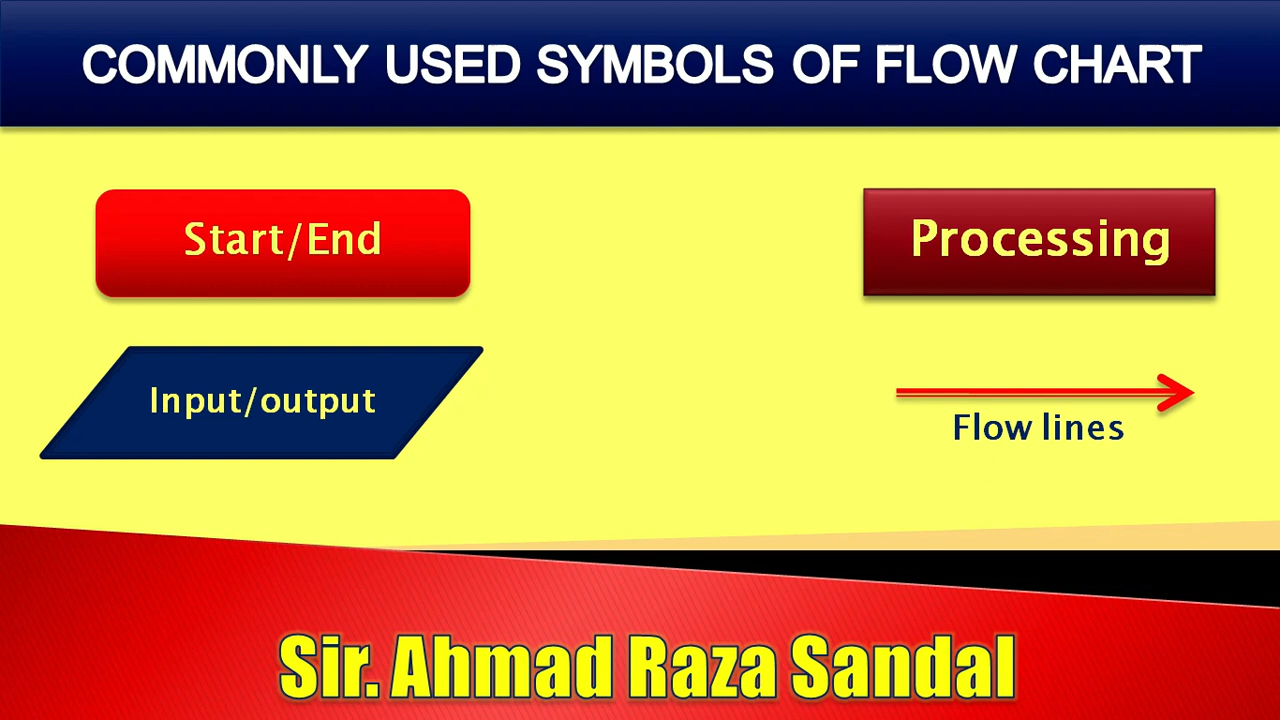 COMMONLY USED SYMBOLS OF FLOW CHART
Start/End
Processing
Input/output
Flow lines
Sir. Ahmad Raza Sandal